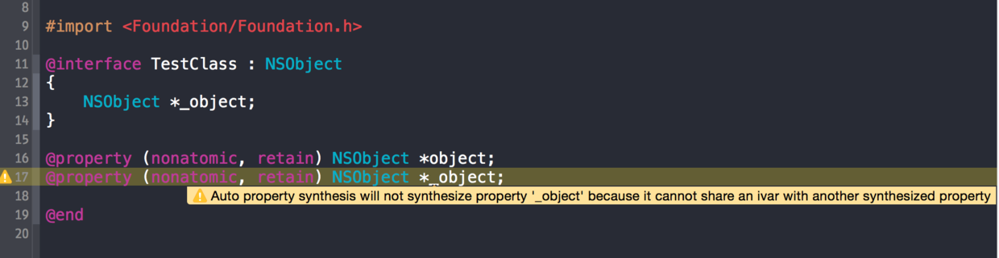 8
9 #import <Foundation/Foundation.h>
10
11 @interface TestClass : NSObject
12 {
13 NSObject *_object;
14 }
15
16 @property (nonatomic, retain) NSObject *object;
17 @property (nonatomic, retain) NSObject *_object;
18 Auto property synthesis will not synthesize property '_object' because it cannot share an ivar with another synthesized property
19 @end
20